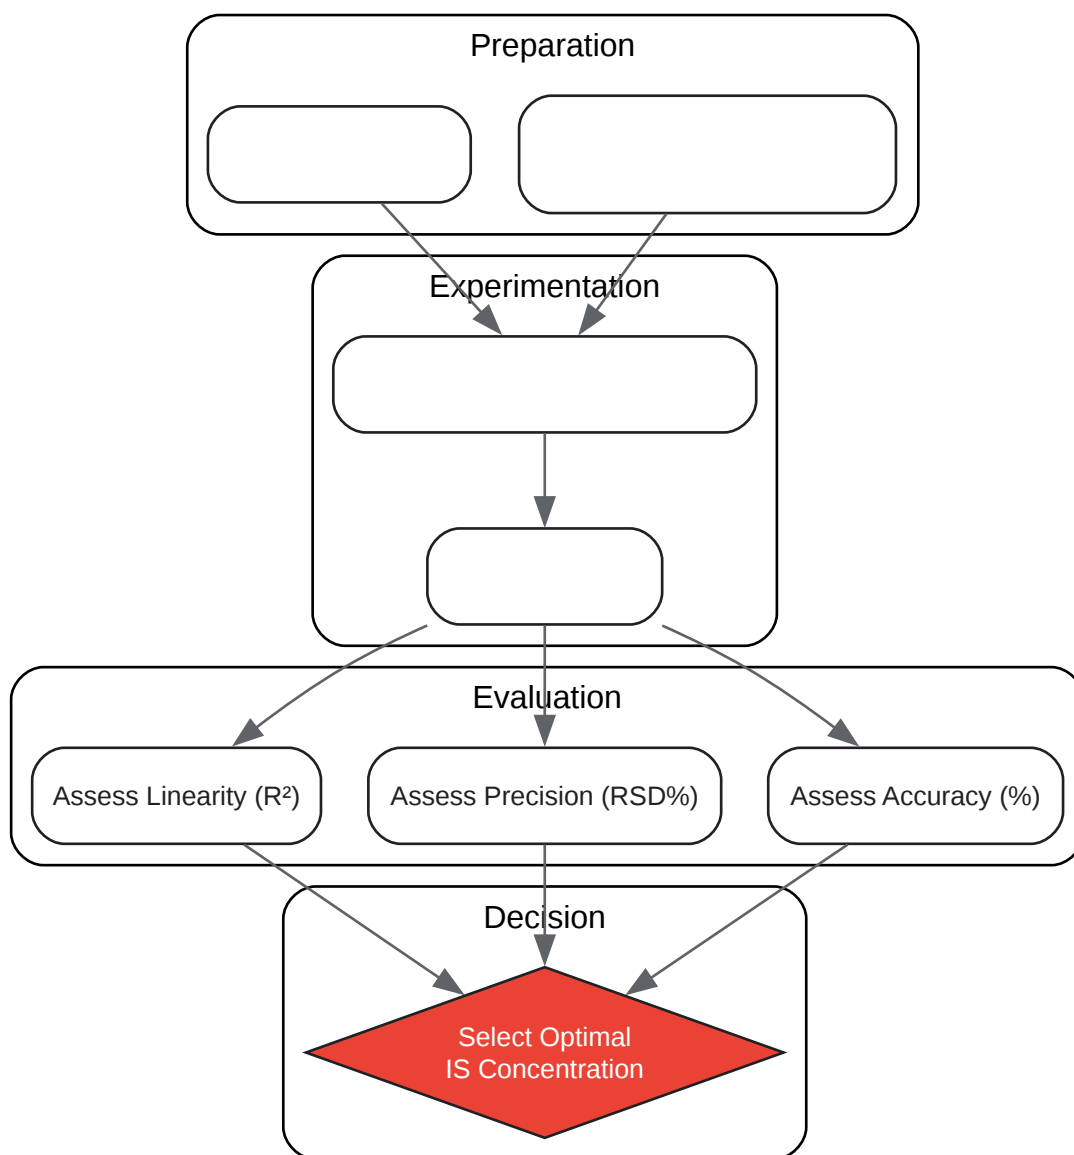 Preparation
Experimentation
Evaluation
Assess Linearity (R²)
Assess Precision (RSD%)
Assess Accuracy (%)
Decision
Select Optimal
IS Concentration